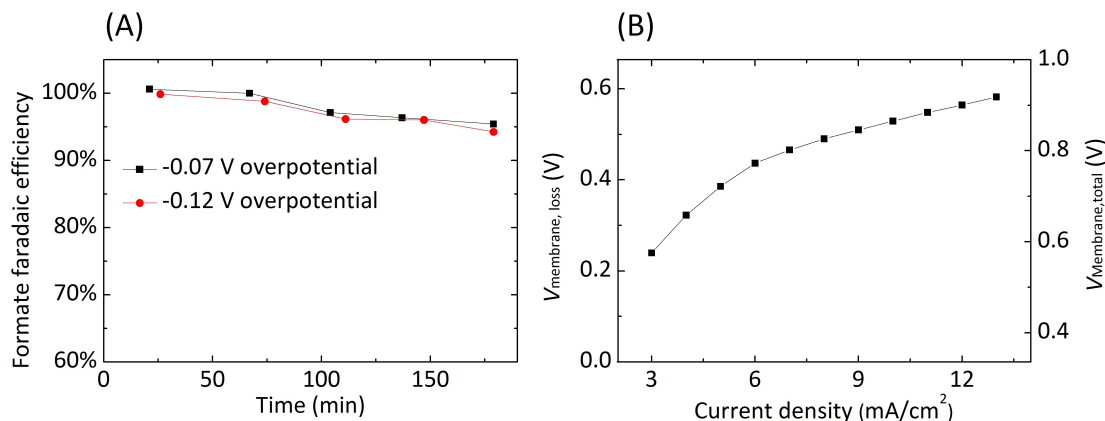 (A)
Formate faradaic efficiency
100%
90%
80%
70%
60%
-0.07 V overpotential
-0.12 V overpotential
0
50
100
150
Time (min)
(B)
Vmembrane, loss (V)
0.6
0.4
0.2
0.0
3
6
9
12
Current density (mA/cm2)
1.0
0.8
0.6
0.4
VMembrane,total (V)